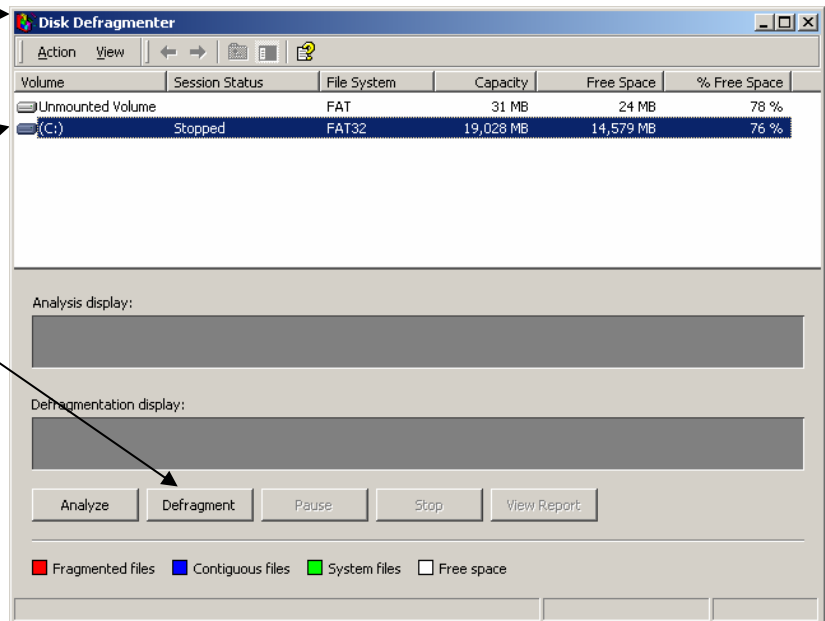 Disk Defragmenter
Action View
Volume Session Status File System Capacity Free Space % Free Space
Unmounted Volume FAT 31 MB 24 MB 78 %
(C:) Stopped FAT32 19,028 MB 14,579 MB 76 %
Analysis display:
Defragmentation display:
Analyze Defragment Pause Stop View Report
Fragmented files Contiguous files System files Free space